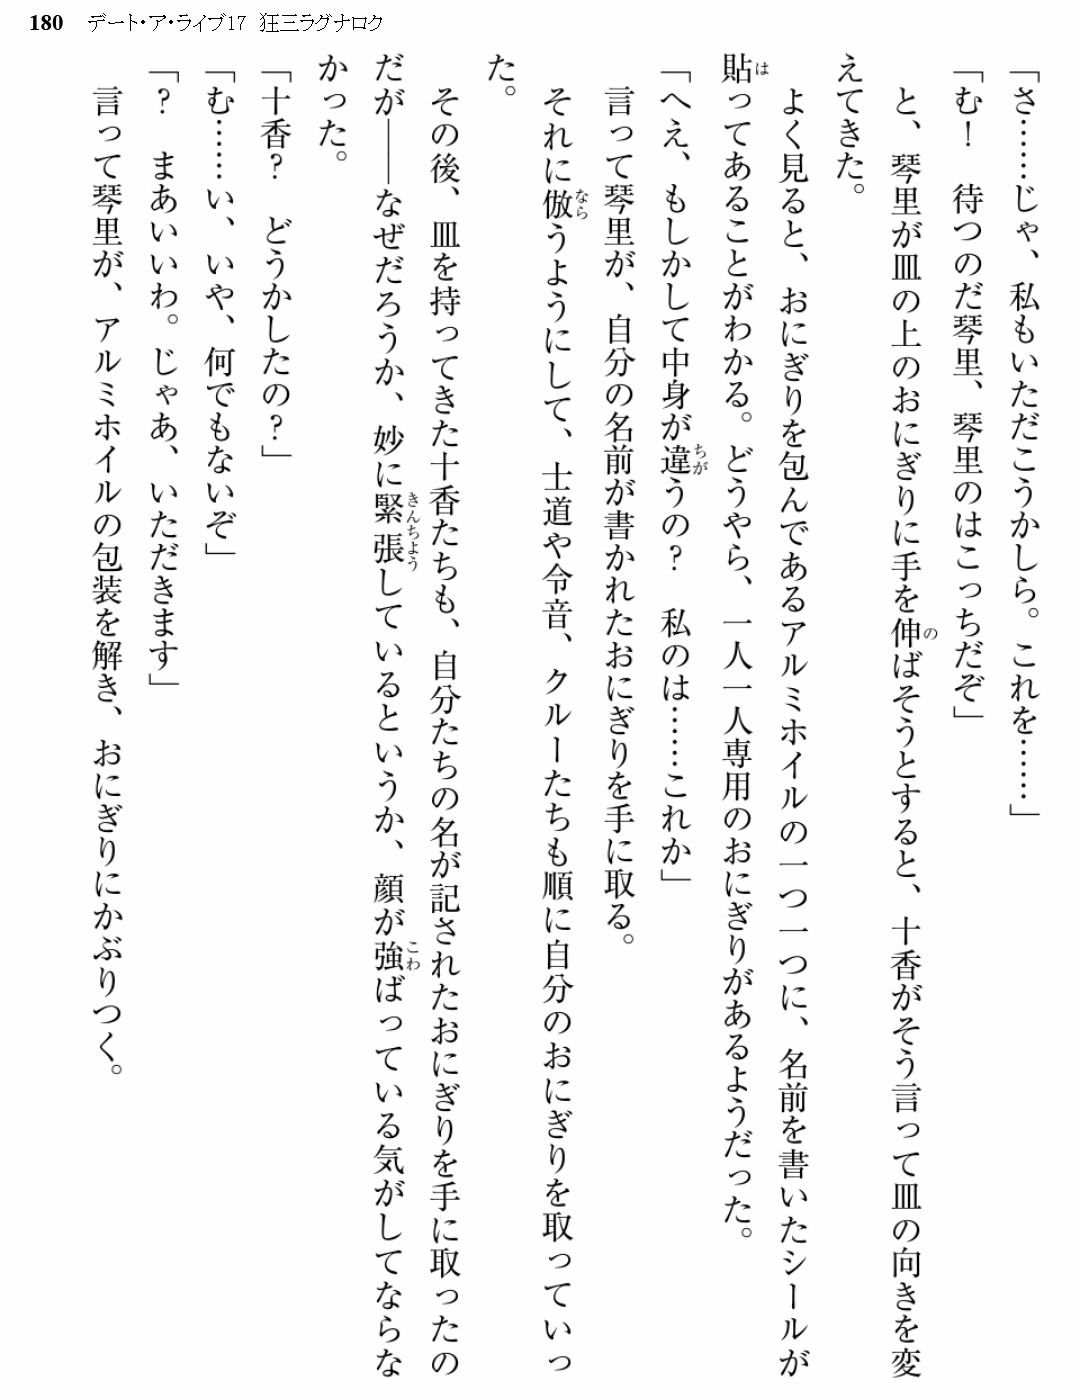 180 デート・ア・ライブ17 狂三ラグナロク
「さ……じゃ、私もいただこうかしら。これを……」
「む！　待つのだ琴里、琴里のはこっちだぞ」
　と、琴里が皿の上のおにぎりに手を伸ばそうとすると、十香がそう言って皿の向きを変
えてきた。
　よく見ると、おにぎりを包んであるアルミホイルの一つ一つに、名前を書いたシールが
貼ってあることがわかる。どうやら、一人一人専用のおにぎりがあるようだった。
「へえ、もしかして中身が違うの？　私のは……これか」
　言って琴里が、自分の名前が書かれたおにぎりを手に取る。
　それに倣うようにして、士道や令音、クルーたちも順に自分のおにぎりを取っていっ
た。
　その後、皿を持ってきた十香たちも、自分たちの名が記されたおにぎりを手に取ったの
だが――なぜだろうか、妙に緊張しているというか、顔が強ばっている気がしてならな
かった。
「十香？　どうかしたの？」
「む……い、いや、何でもないぞ」
「？　まあいいわ。じゃあ、いただきます」
　言って琴里が、アルミホイルの包装を解き、おにぎりにかぶりつく。